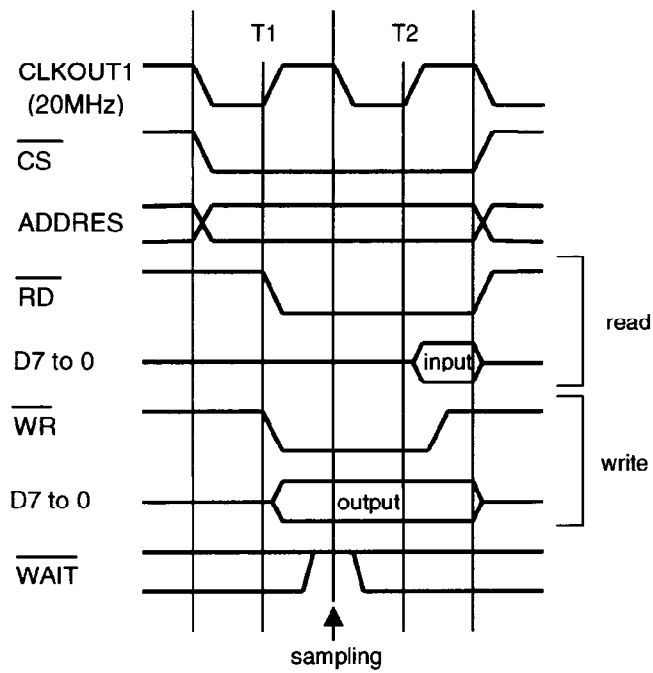 T1 T2
CLKOUT1
(20MHz)
CS
ADDRES
RD
read
D7 to 0
input
WR
write
D7 to 0
output
WAIT
sampling